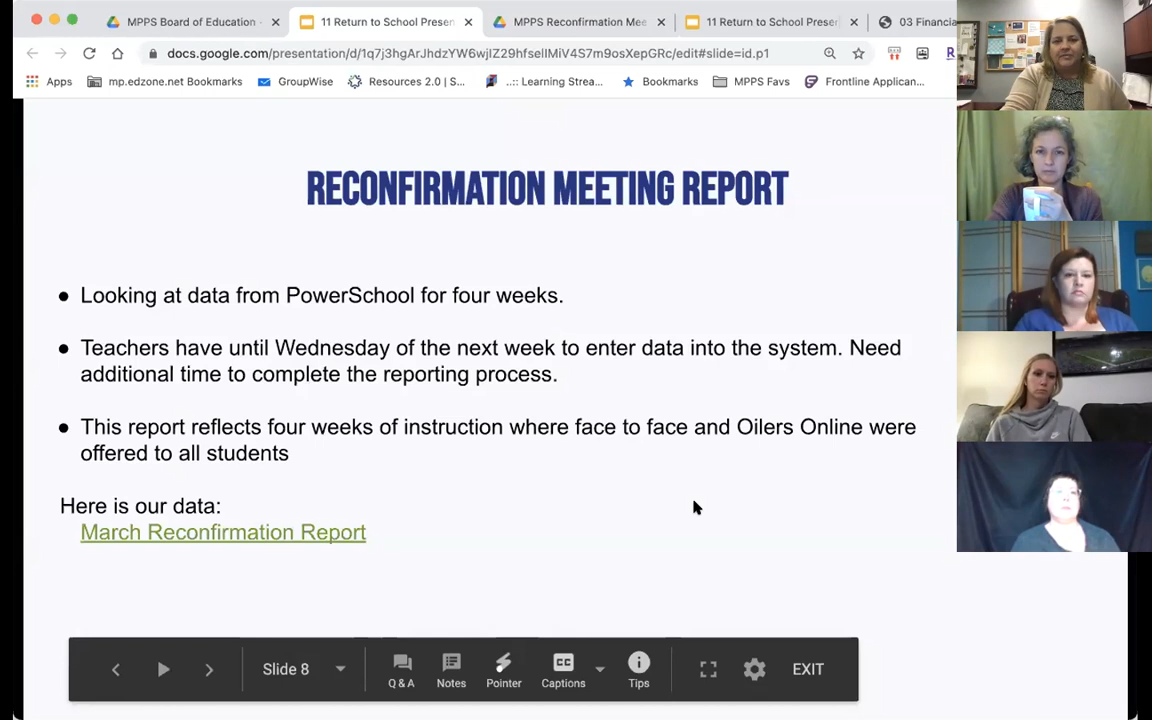 MPPS Board of Education -
11 Return to School Presen
MPPS Reconfirmation Mee
11 Return to School Presen
03 Financia
docs.google.com/presentation/d/1q7j3hgArJhdzYW6wjlZ29hfselIMiV4S7m9osXepGRc/edit#slide=id.p1
Apps
mp.edzone.net Bookmarks
GroupWise
Resources 2.0 | S...
..:: Learning Strea...
Bookmarks
MPPS Favs
Frontline Applican...
RECONFIRMATION MEETING REPORT
● Looking at data from PowerSchool for four weeks.
● Teachers have until Wednesday of the next week to enter data into the system. Need
additional time to complete the reporting process.
● This report reflects four weeks of instruction where face to face and Oilers Online were
offered to all students
Here is our data:
March Reconfirmation Report
Slide 8
Q & A
Notes
Pointer
CC
Captions
Tips
EXIT